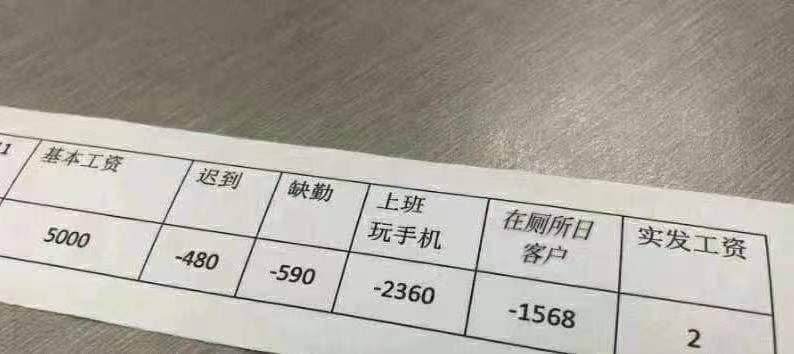 基本工资
迟到
缺勤
上班
玩手机
在厕所日
客户
实发工资
5000
-480
-590
-2360
-1568
2